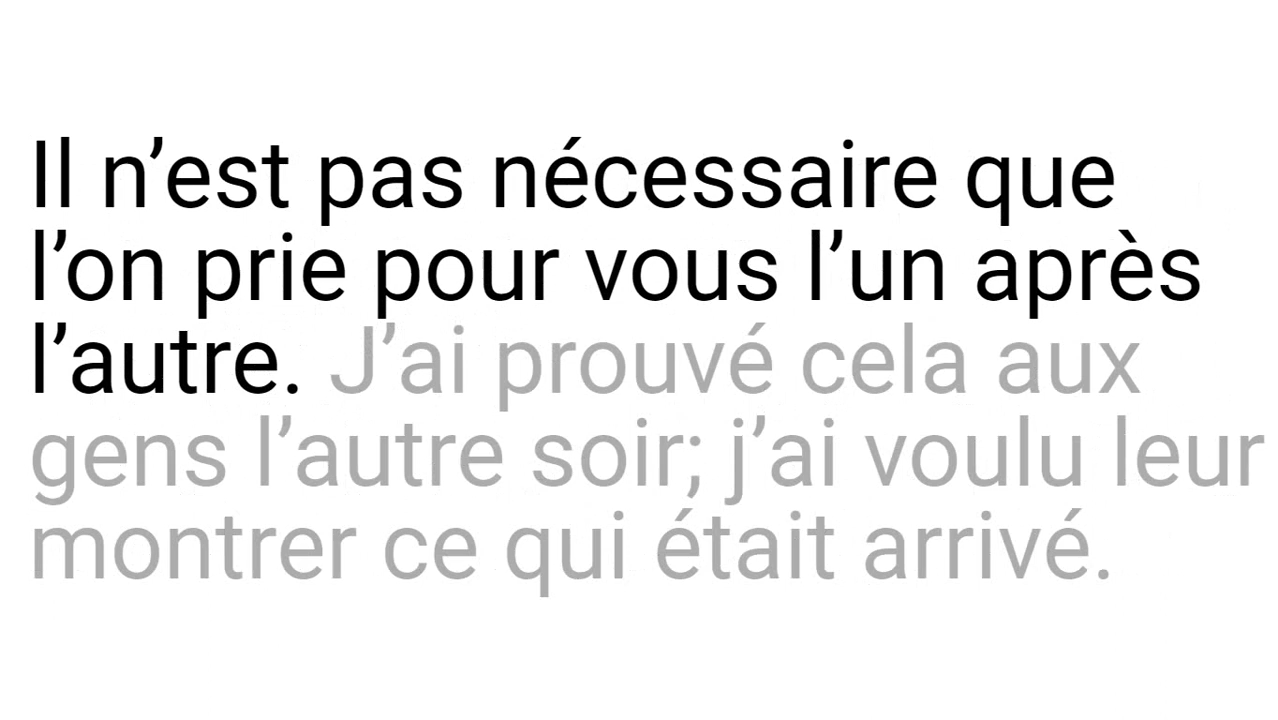 Il n’est pas nécessaire que
l’on prie pour vous l’un après
l’autre. J’ai prouvé cela aux
gens l’autre soir; j’ai voulu leur
montrer ce qui était arrivé.